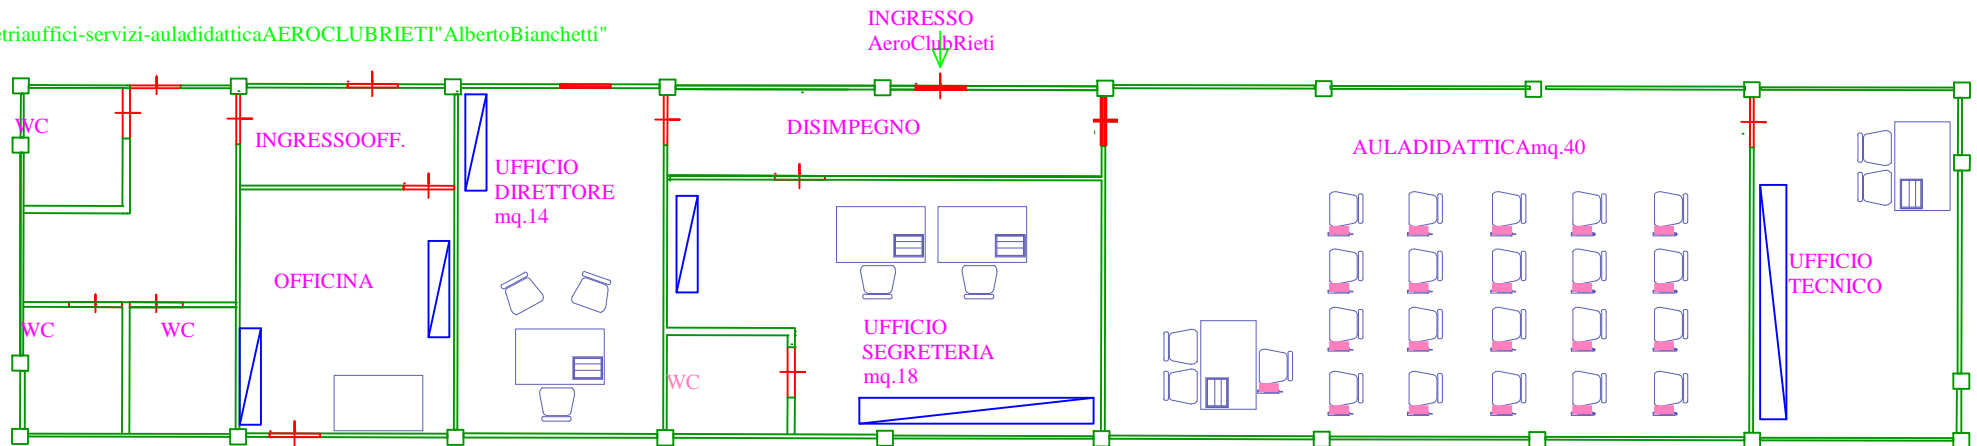 etriauffici-servizi-auladidatticaAEROCLUBRIETI"AlbertoBianchetti"
INGRESSO
AeroClubRieti
WC
INGRESSOOFF.
UFFICIO
DIRETTORE
mq.14
DISIMPEGNO
AULADIDATTICAmq.40
OFFICINA
UFFICIO
TECNICO
WC
WC
WC
UFFICIO
SEGRETERIA
mq.18